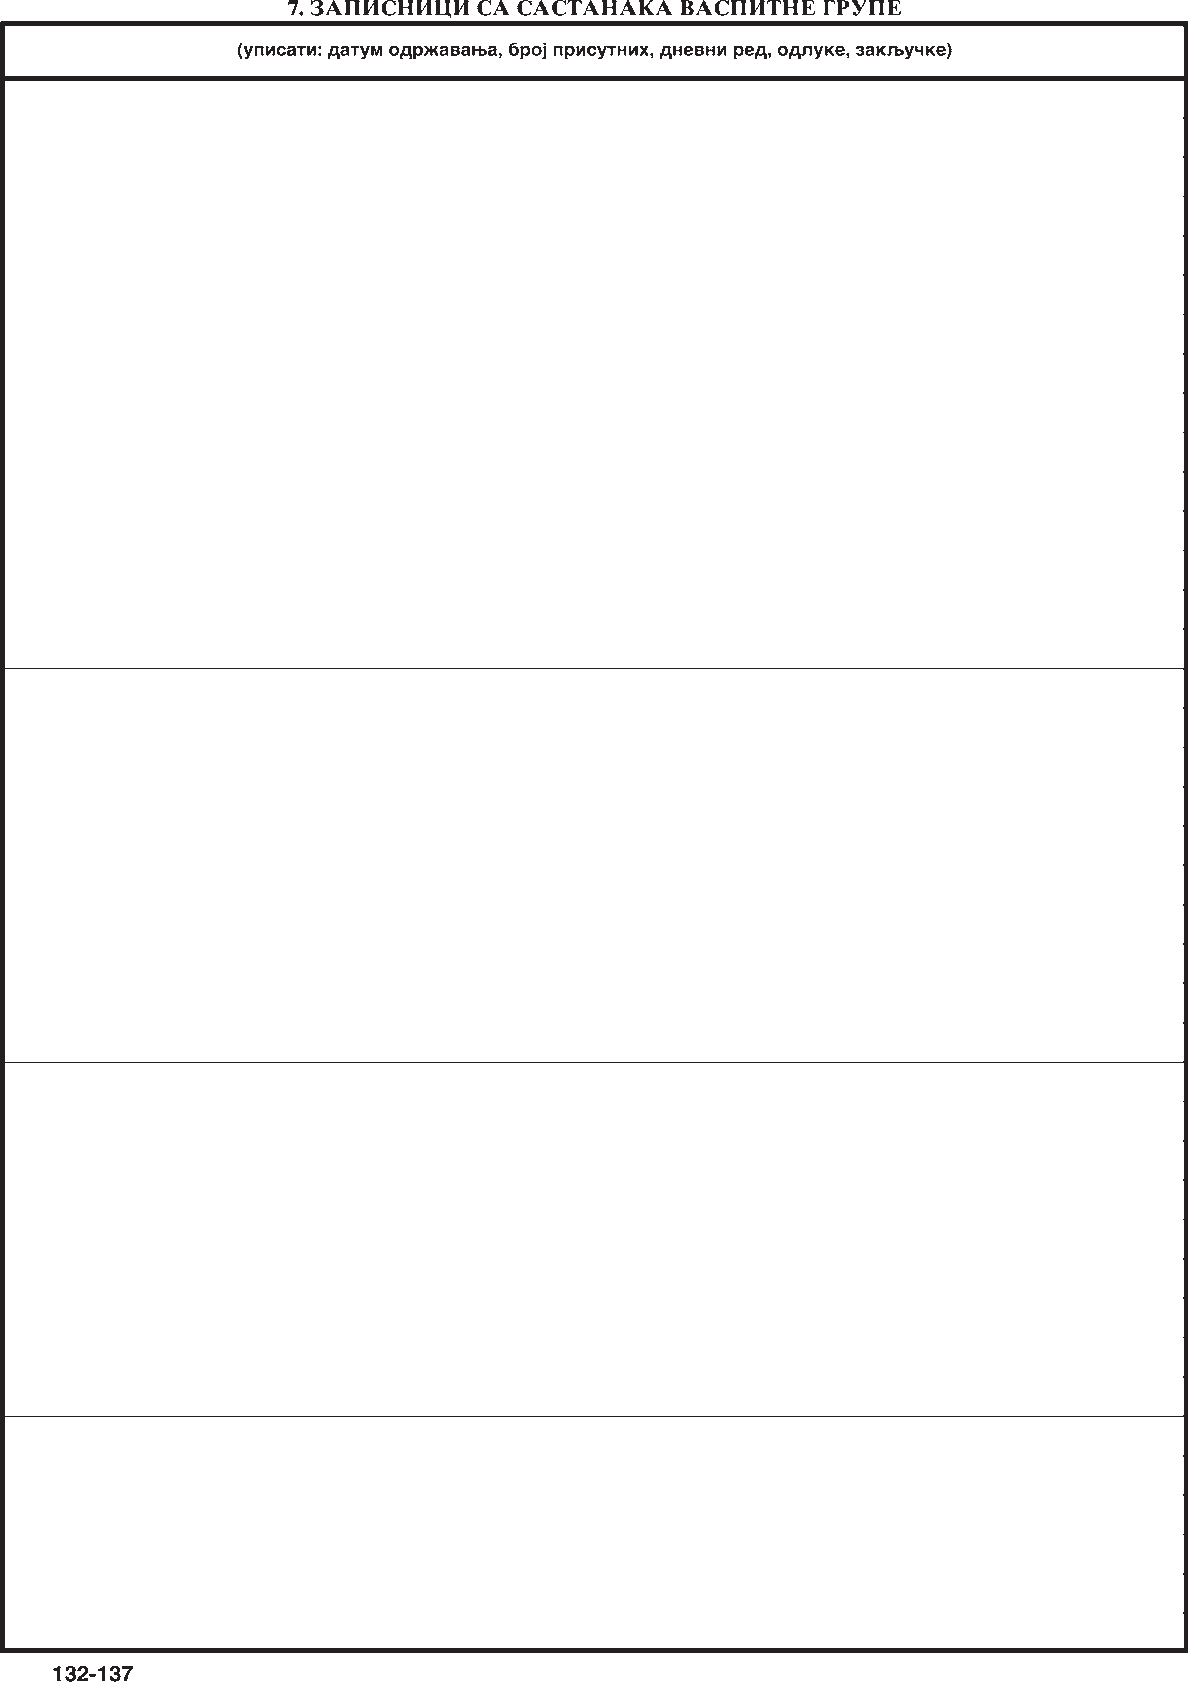 7. ЗАПИСНИЦИ СА САСТАНАКА ВАСПИТНЕ ГРУПЕ
(уписати: датум одржавања, број присутних, дневни ред, одлуке, закључке)
132-137